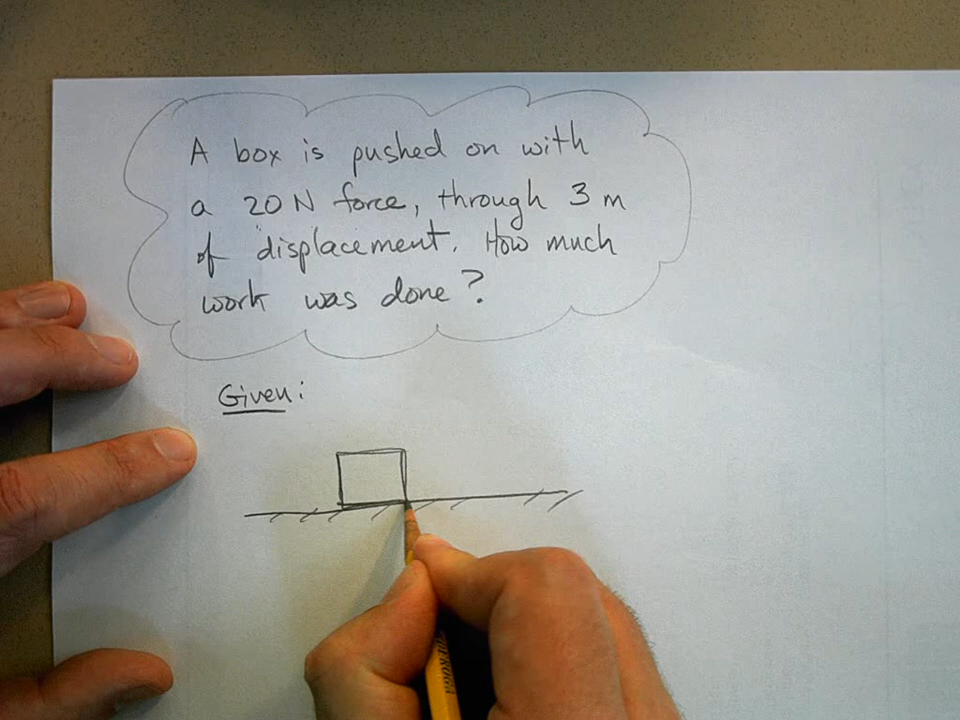 A box is pushed on with
a 20 N force, through 3 m
of displacement. How much
work was done?
Given: